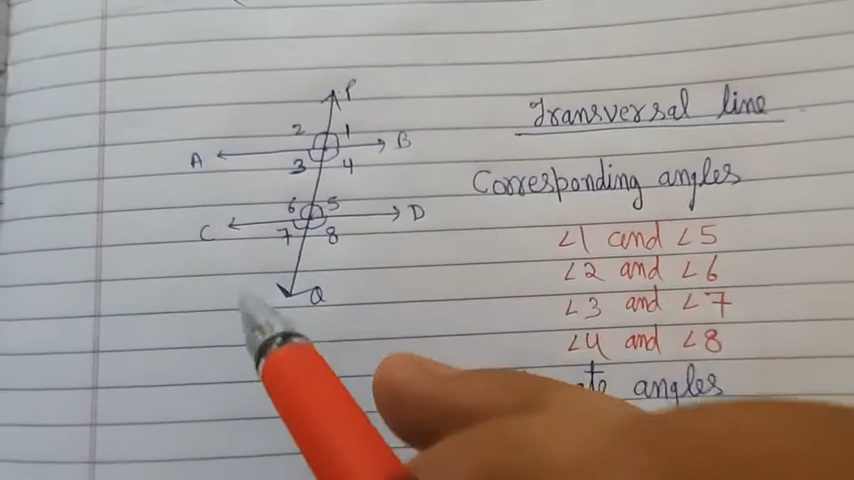 P
2 1
A B
3 4
6 5
C D
7 8
Q
Transversal line
Corresponding angles
∠1 and ∠5
∠2 and ∠6
∠3 and ∠7
∠4 and ∠8
angles